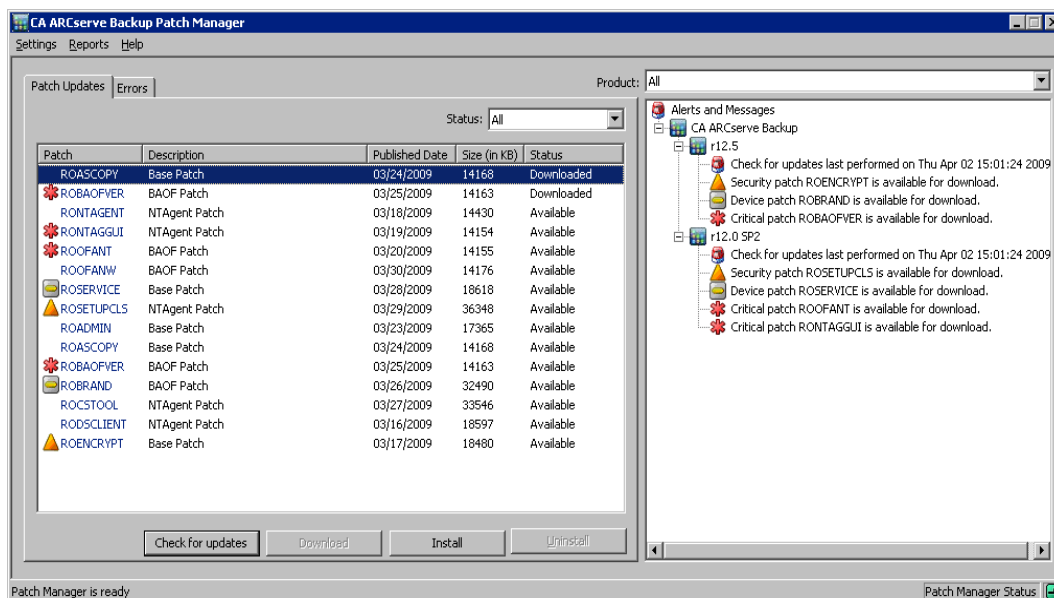 CA ARCserve Backup Patch Manager
Settings Reports Help
Patch Updates
Errors
Product: All
Status: All
Patch Description Published Date Size (in KB) Status
ROASCOPY Base Patch 03/24/2009 14168 Downloaded
ROBAOFVER BAOF Patch 03/25/2009 14163 Downloaded
RONTAGENT NTAgent Patch 03/18/2009 14430 Available
RONTAGGUI NTAgent Patch 03/19/2009 14154 Available
ROOFANT BAOF Patch 03/20/2009 14155 Available
ROOFANW BAOF Patch 03/30/2009 14176 Available
ROSERVICE Base Patch 03/28/2009 18618 Available
ROSETUPCLS NTAgent Patch 03/29/2009 36348 Available
ROADMIN Base Patch 03/23/2009 17365 Available
ROASCOPY Base Patch 03/24/2009 14168 Available
ROBAOFVER BAOF Patch 03/25/2009 14163 Available
ROBRAND BAOF Patch 03/26/2009 32490 Available
ROCSTOOL NTAgent Patch 03/27/2009 33546 Available
RODSCLIENT NTAgent Patch 03/16/2009 18597 Available
ROENCRYPT Base Patch 03/17/2009 18480 Available
Check for updates Download Install Uninstall
Alerts and Messages
CA ARCserve Backup
r12.5
Check for updates last performed on Thu Apr 02 15:01:24 2009
Security patch ROENCRYPT is available for download.
Device patch ROBRAND is available for download.
Critical patch ROBAOFVER is available for download.
r12.0 SP2
Check for updates last performed on Thu Apr 02 15:01:24 2009
Security patch ROSETUPCLS is available for download.
Device patch ROSERVICE is available for download.
Critical patch ROOFANT is available for download.
Critical patch RONTAGGUI is available for download.
Patch Manager is ready
Patch Manager Status